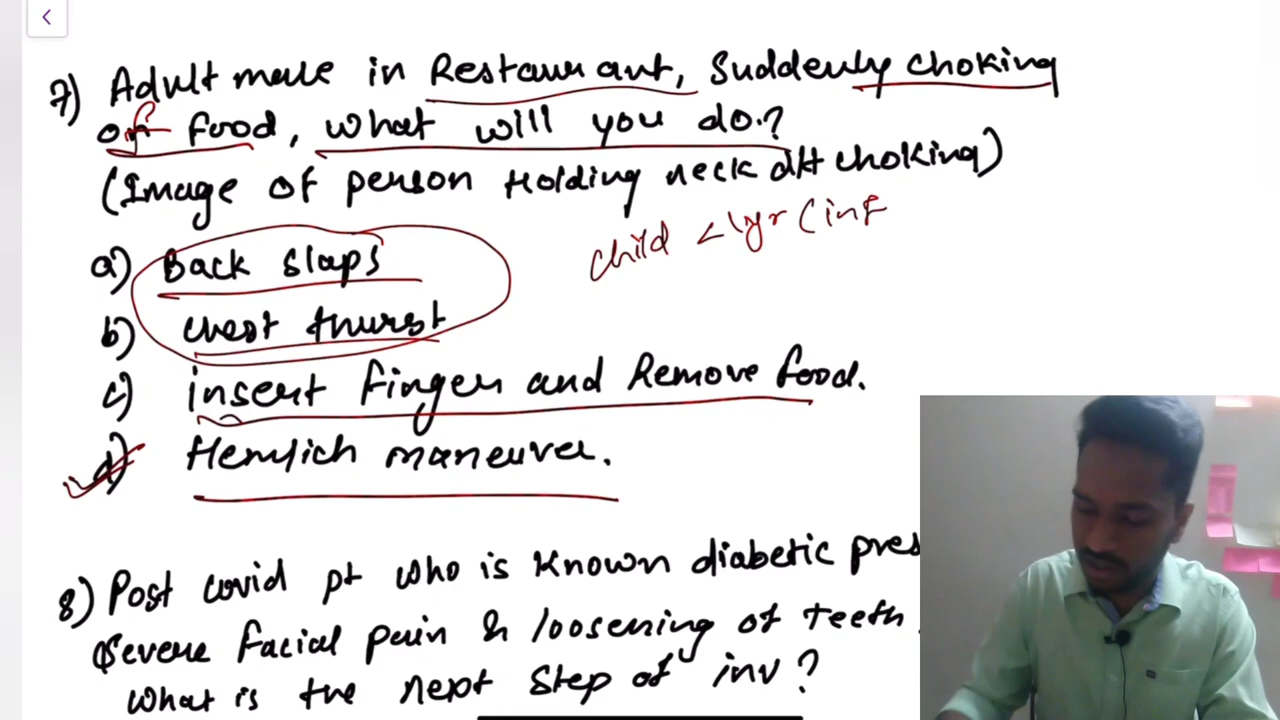 7) Adult male in Restaurant, Suddenly choking
of food, what will you do.?
(Image of person Holding neck d/t choking)
child <1yr (inf
a) Back slaps
b) chest thurst
c) insert finger and Remove food.
d) Hemlich maneuver.
8) Post covid pt who is known diabetic pres
Severe facial pain & loosening of teeth.
What is the next step of inv?